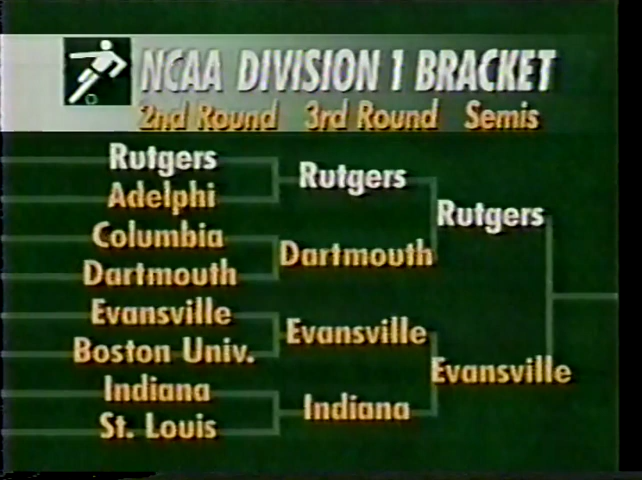 NCAA DIVISION 1 BRACKET
2nd Round 3rd Round Semis
Rutgers
Adelphi
Columbia
Dartmouth
Evansville
Boston Univ.
Indiana
St. Louis
Rutgers
Dartmouth
Evansville
Indiana
Rutgers
Evansville